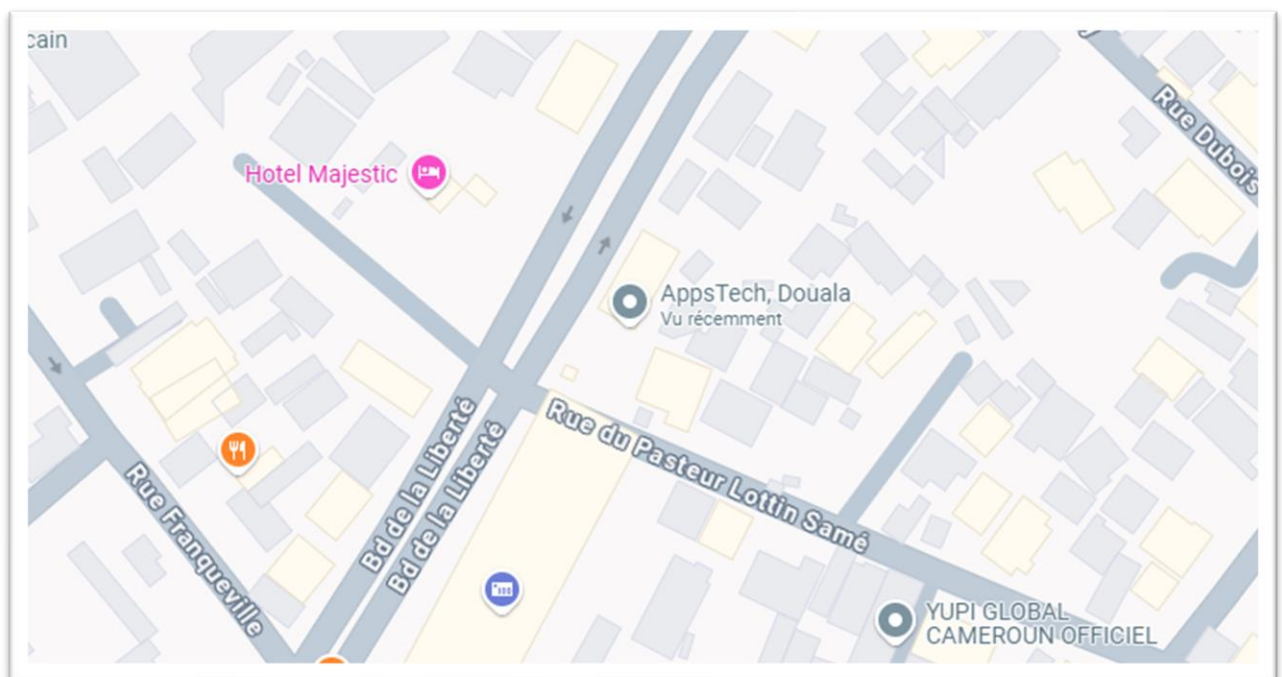 cain
Rue Dubois
Hotel Majestic
AppsTech, Douala
Vu récemment
Bd de la Liberté
Bd de la Liberté
Rue du Pasteur Lottin Samé
Rue Franqueville
YUPI GLOBAL
CAMEROUN OFFICIEL